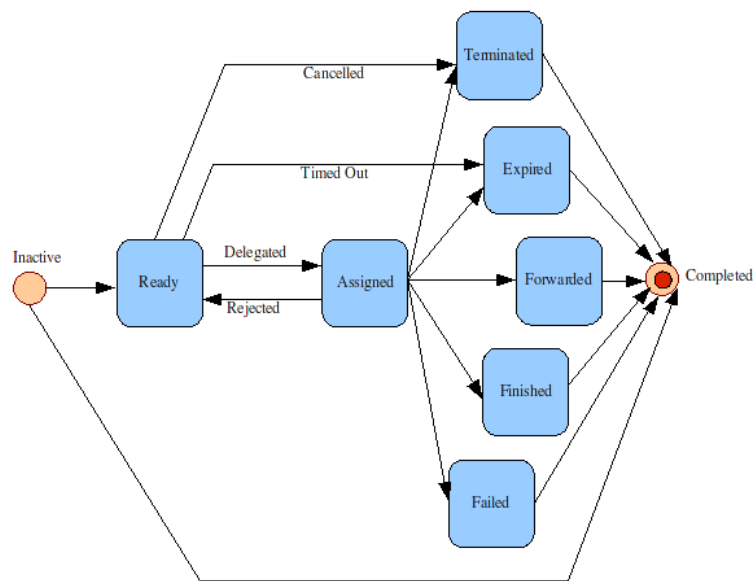 Terminated
Cancelled
Expired
Timed Out
Inactive
Delegated
Ready
Assigned
Forwarded
Completed
Rejected
Finished
Failed